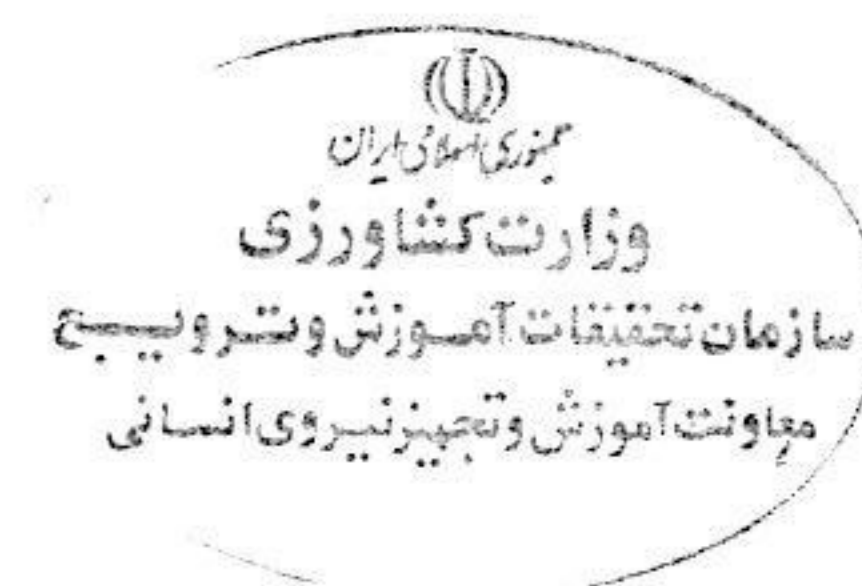 جمهوری اسلامی ایران
وزارت کشاورزی
سازمان تحقیقات آموزش و ترویج
معاونت آموزش و تجهیز نیروی انسانی